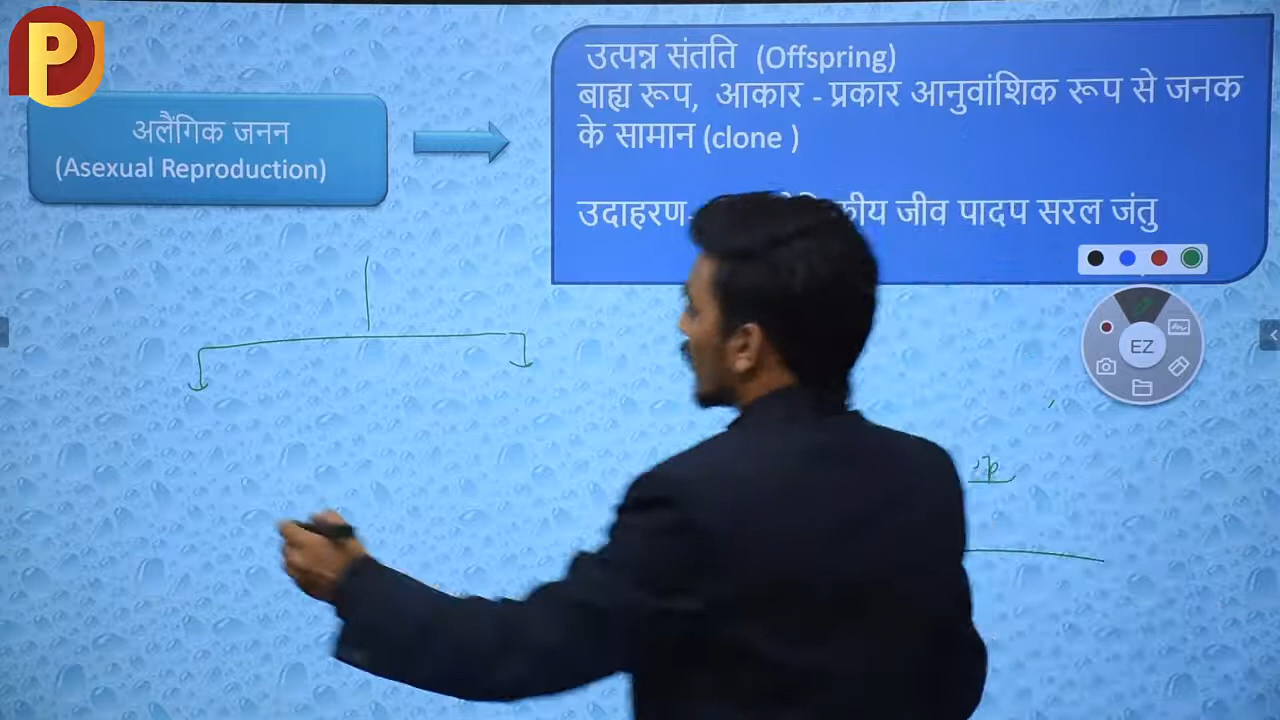 P
अलैंगिक जनन
(Asexual Reproduction)
उत्पन्न संतति (Offspring)
बाह्य रूप, आकार - प्रकार आनुवांशिक रूप से जनक
के सामान (clone )
उदाहरण- जीव पादप सरल जंतु
EZ